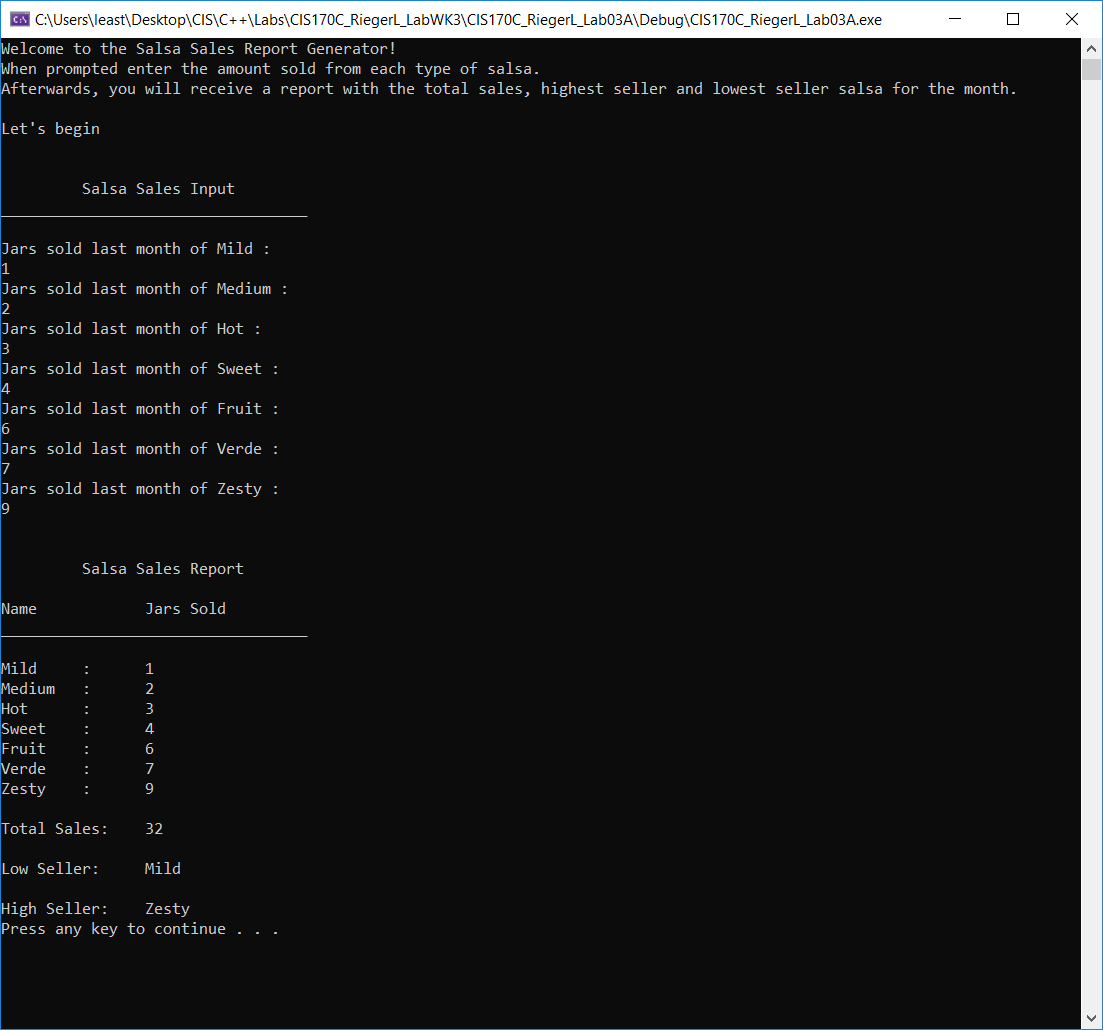 C:\Users\least\Desktop\CIS\C++\Labs\CIS170C_RiegerL_LabWK3\CIS170C_RiegerL_Lab03A\Debug\CIS170C_RiegerL_Lab03A.exe
Welcome to the Salsa Sales Report Generator!
When prompted enter the amount sold from each type of salsa.
Afterwards, you will receive a report with the total sales, highest seller and lowest seller salsa for the month.
Let's begin
Salsa Sales Input
__________________________________
Jars sold last month of Mild :
1
Jars sold last month of Medium :
2
Jars sold last month of Hot :
3
Jars sold last month of Sweet :
4
Jars sold last month of Fruit :
6
Jars sold last month of Verde :
7
Jars sold last month of Zesty :
9
Salsa Sales Report
Name            Jars Sold
__________________________________
Mild     :      1
Medium   :      2
Hot      :      3
Sweet    :      4
Fruit    :      6
Verde    :      7
Zesty    :      9
Total Sales:    32
Low Seller:     Mild
High Seller:    Zesty
Press any key to continue . . .